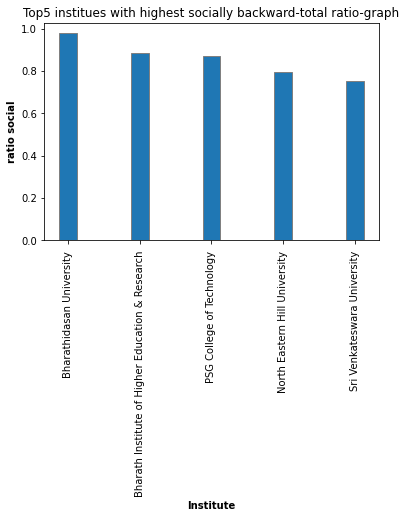 Top5 institues with highest socially backward-total ratio-graph
1.0
0.8
0.6
0.4
0.2
0.0
ratio social
Bharathidasan University
Bharath Institute of Higher Education & Research
PSG College of Technology
North Eastern Hill University
Sri Venkateswara University
Institute